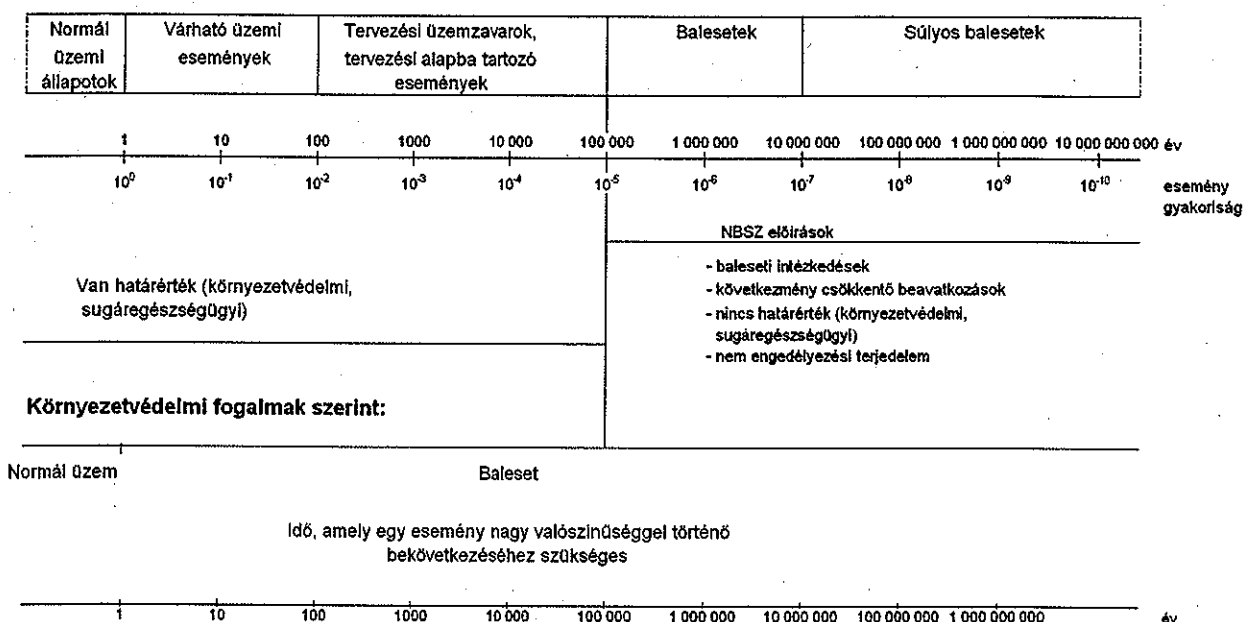 Normál üzemi állapotok
Várható üzemi események
Tervezési üzemzavarok, tervezési alapba tartozó események
Balesetek
Súlyos balesetek
1 10 100 1000 10 000 100 000 1 000 000 10 000 000 100 000 000 1 000 000 000 10 000 000 000 év
10⁰ 10⁻¹ 10⁻² 10⁻³ 10⁻⁴ 10⁻⁵ 10⁻⁶ 10⁻⁷ 10⁻⁸ 10⁻⁹ 10⁻¹⁰ esemény
gyakoriság
NBSZ előírások
Van határérték (környezetvédelmi,
sugáregészségügyi)
- baleseti intézkedések
- következmény csökkentő beavatkozások
- nincs határérték (környezetvédelmi,
sugáregészségügyi)
- nem engedélyezési terjedelem
Környezetvédelmi fogalmak szerint:
Normál üzem Baleset
Idő, amely egy esemény nagy valószinűséggel történő
bekövetkezéséhez szükséges
1 10 100 1000 10 000 100 000 1 000 000 10 000 000 100 000 000 1 000 000 000 év